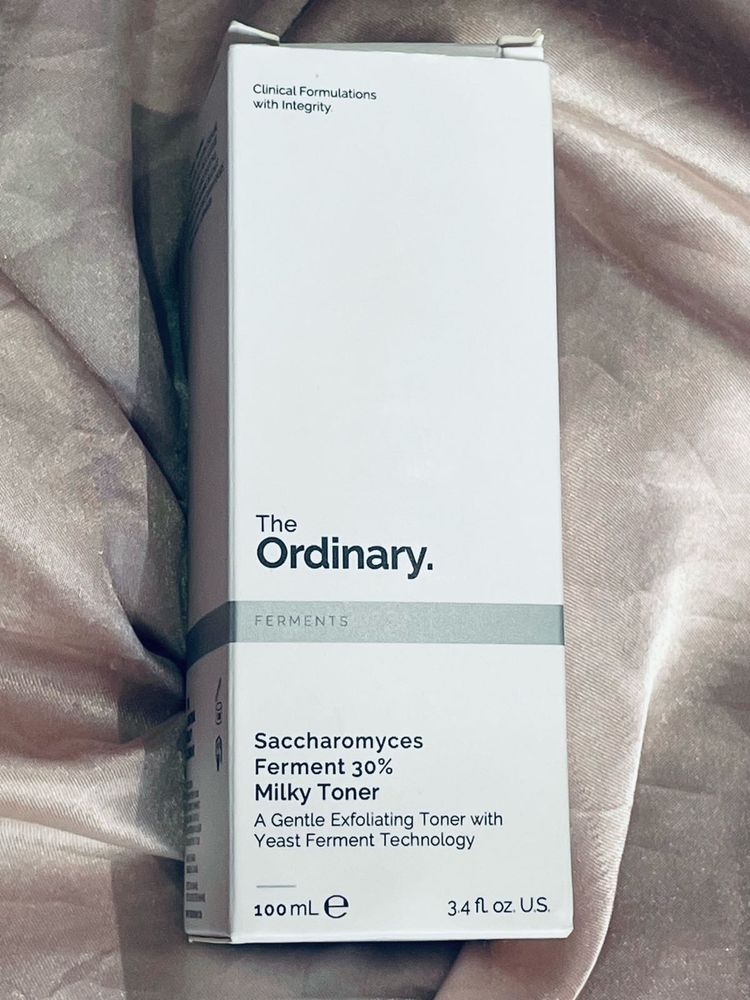 Clinical Formulations
with Integrity.
The
Ordinary.
FERMENTS
Saccharomyces
Ferment 30%
Milky Toner
A Gentle Exfoliating Toner with
Yeast Ferment Technology
100 mL ℮
3.4 fl. oz. U.S.